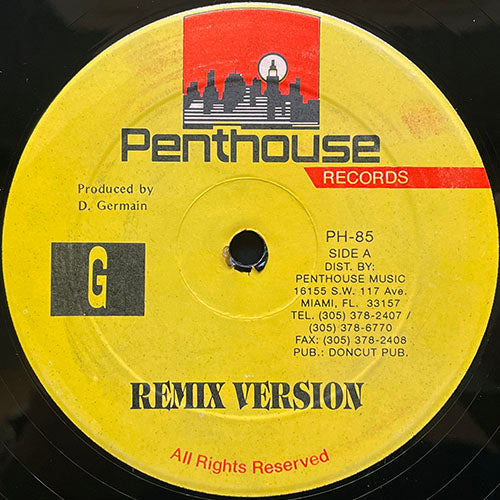 Penthouse
RECORDS
Produced by
D. Germain
G
PH-85
SIDE A
DIST. BY:
PENTHOUSE MUSIC
16155 S.W. 117 Ave.
MIAMI, FL. 33157
TEL. (305) 378-2407 /
(305) 378-6770
FAX: (305) 378-2408
PUB.: DONCUT PUB.
REMIX VERSION
All Rights Reserved